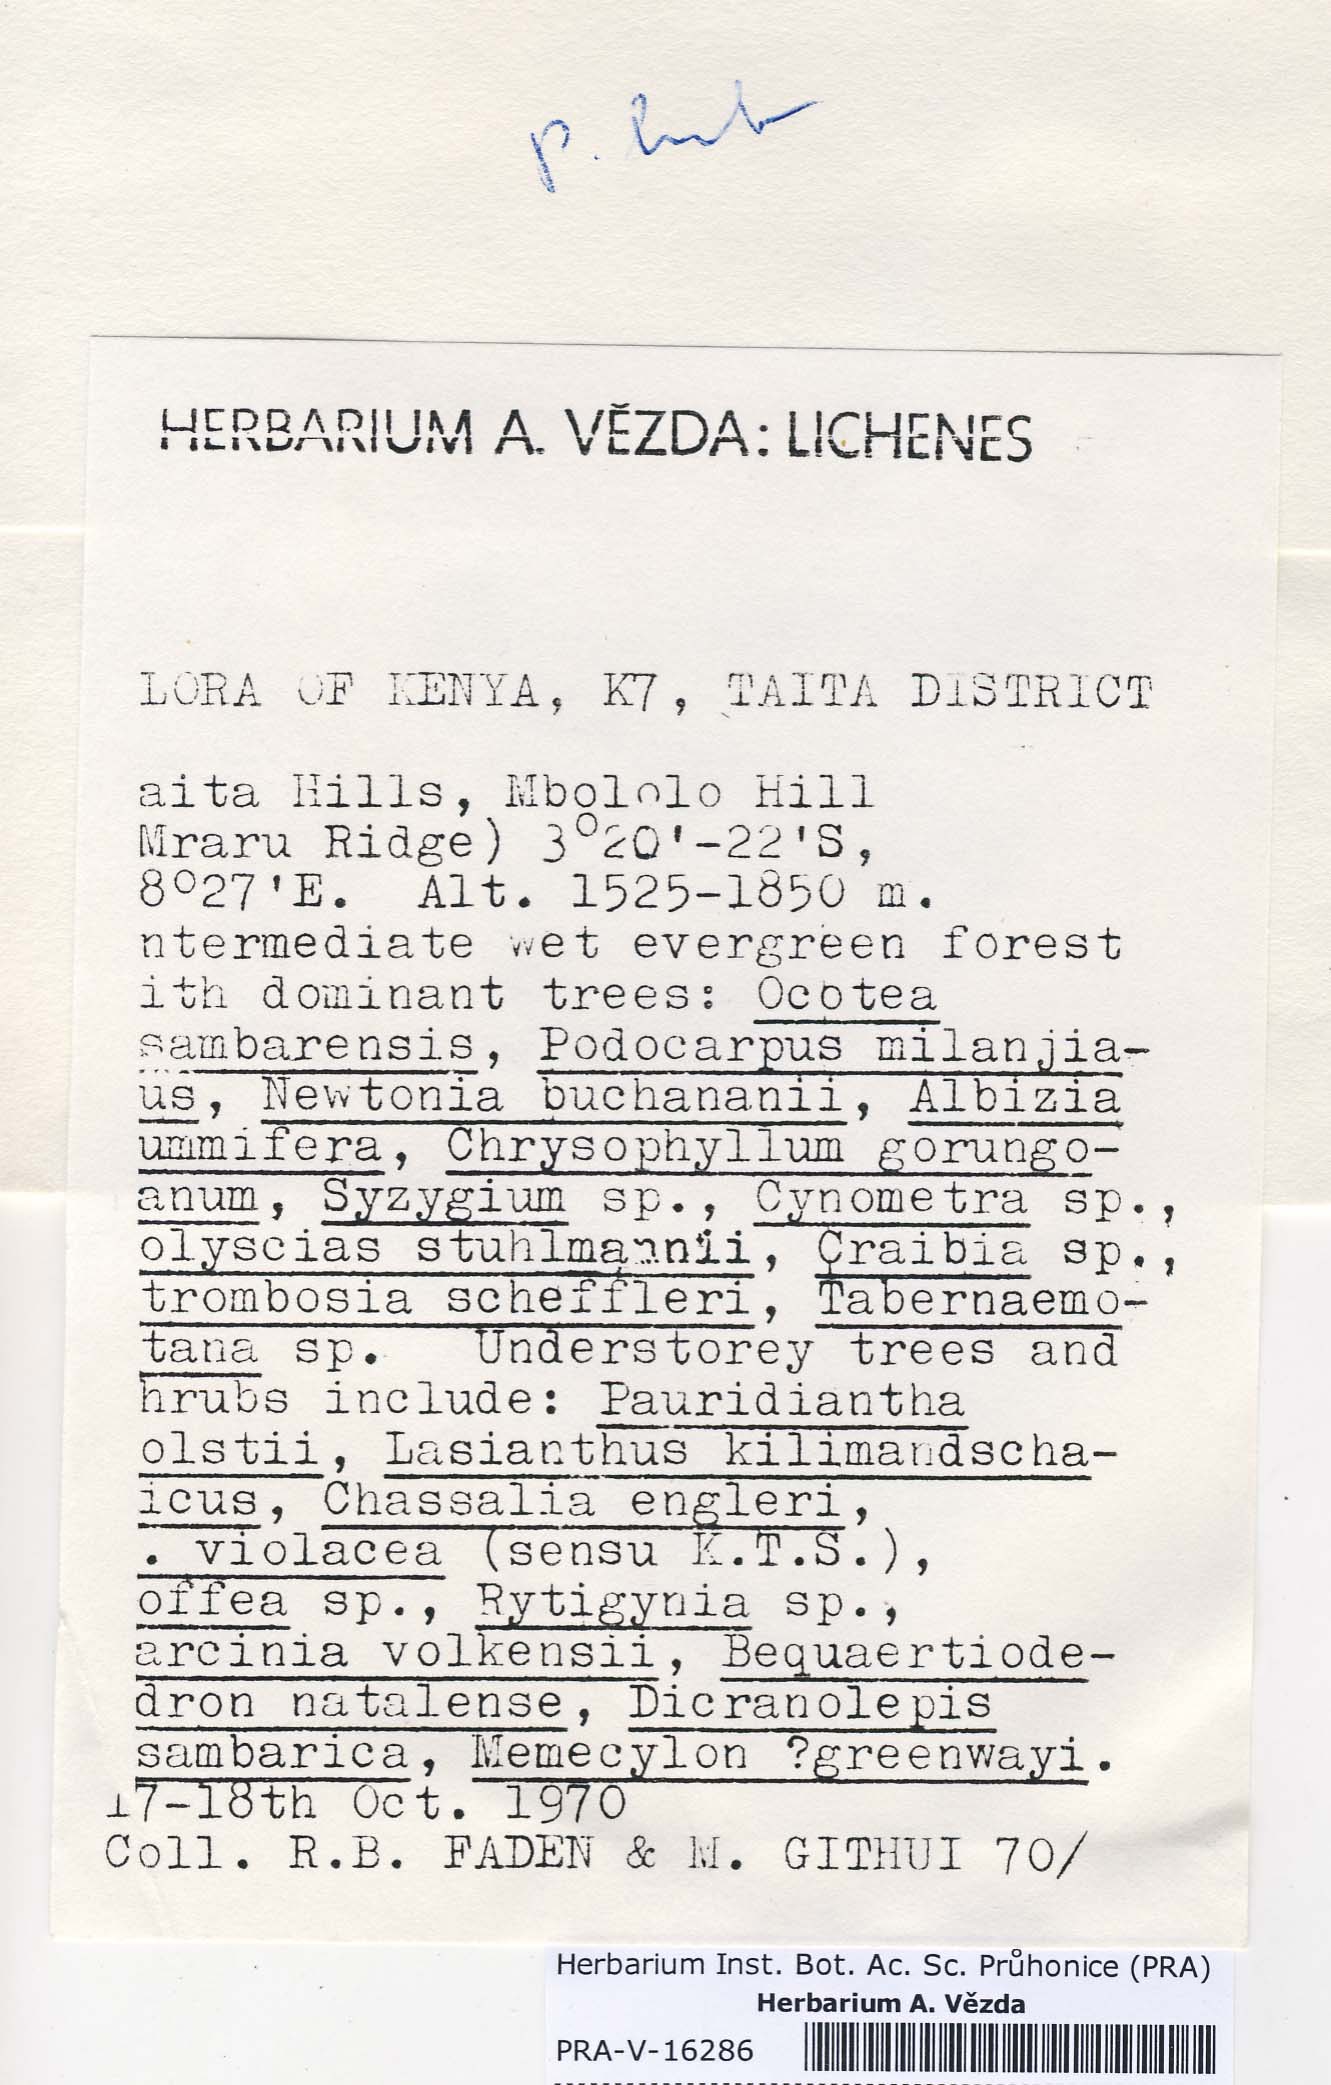 p.
HERBARIUM A. VĚZDA: LICHENES
LORA OF KENYA, K7, TAITA DISTRICT
aita Hills, Mbololo Hill
Mraru Ridge) 3°20'-22'S,
8°27'E. Alt. 1525-1850 m.
ntermediate wet evergreen forest
ith dominant trees: Ocotea
sambarensis, Podocarpus milanjia-
us, Newtonia buchananii, Albizia
ummifera, Chrysophyllum gorungo-
anum, Syzygium sp., Cynometra sp.,
olyscias stuhlmannii, Craibia sp.,
trombosia scheffleri, Tabernaemo-
tana sp. Understorey trees and
hrubs include: Pauridiantha
olstii, Lasianthus kilimandscha-
icus, Chassalia engleri,
. violacea (sensu K.T.S.),
offea sp., Rytigynia sp.,
arcinia volkensii, Bequaertiode-
dron natalense, Dicranolepis
sambarica, Memecylon ?greenwayi.
17-18th Oct. 1970
Coll. R.B. FADEN & M. GITHUI 70/
Herbarium Inst. Bot. Ac. Sc. Průhonice (PRA)
Herbarium A. Vězda
PRA-V-16286